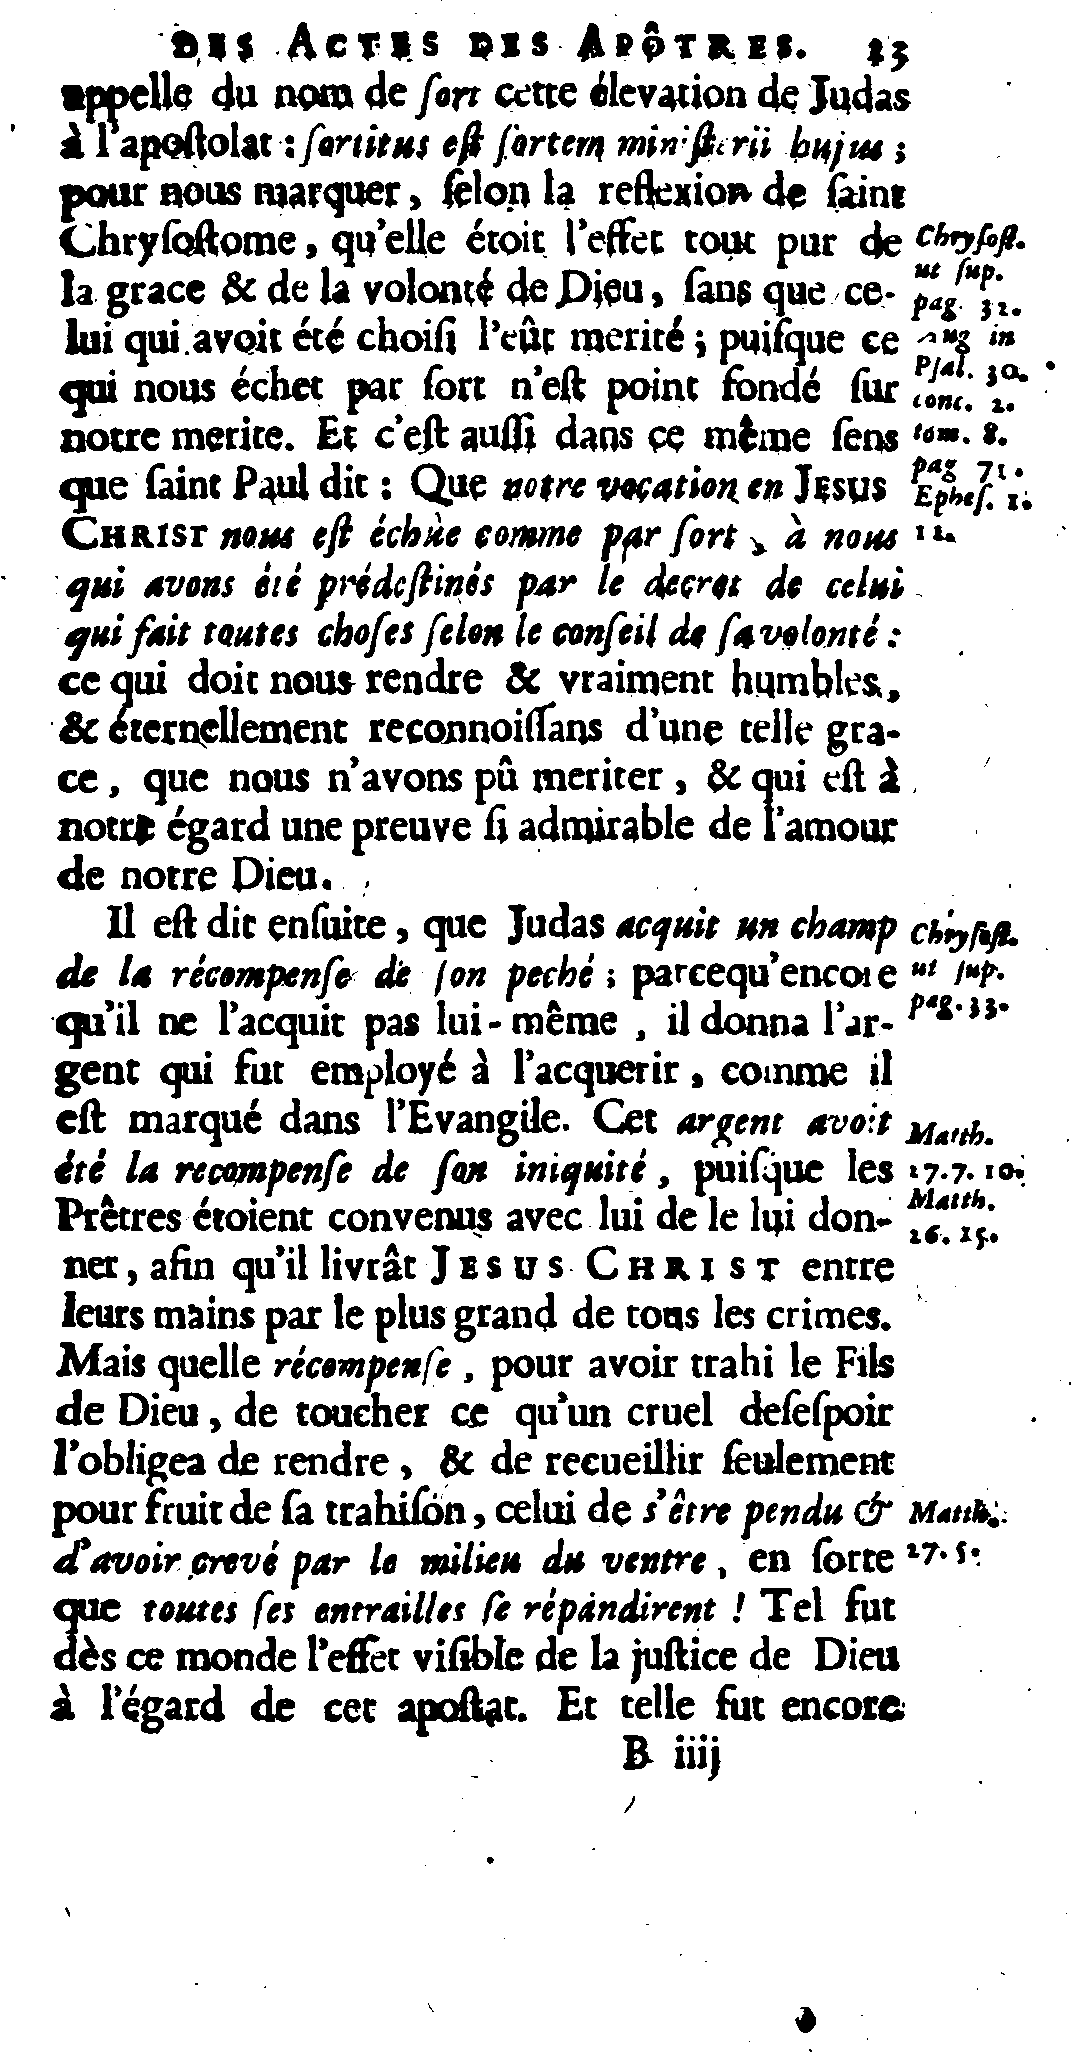 DES ACTES DES APÔTRES. 23
appelle du nom de ſort cette élevation de Judas
à l'apoſtolat : ſortitus eſt ſortem miniſterii hujus ;
pour nous marquer, ſelon la reflexion de ſaint
Chryſoſtome, qu'elle étoit l'effet tout pur de
la grace & de la volonté de Dieu, ſans que ce-
lui qui avoit été choiſi l'eût merité ; puiſque ce
qui nous échet par ſort n'eſt point fondé ſur
notre merite. Et c'eſt auſſi dans ce même ſens
que ſaint Paul dit : Que notre vocation en JESUS
CHRIST nous eſt échûe comme par ſort, à nous
qui avons été prédeſtinés par le decret de celui
qui fait toutes choſes ſelon le conſeil de ſa volonté :
ce qui doit nous rendre & vraiment humbles,
& éternellement reconnoiſſans d'une telle gra-
ce, que nous n'avons pû meriter, & qui eſt à
notre égard une preuve ſi admirable de l'amour
de notre Dieu.
Chryſoſt.
ut ſup.
pag. 32.
Aug in
Pſal. 30.
conc. 2.
tom. 8.
pag 71.
Epheſ. 1.
11.
Il eſt dit enſuite, que Judas acquit un champ
de la récompenſe de ſon peché ; parcequ'encore
qu'il ne l'acquit pas lui-même, il donna l'ar-
gent qui fut employé à l'acquerir, comme il
eſt marqué dans l'Evangile. Cet argent avoit
été la recompenſe de ſon iniquité, puiſque les
Prêtres étoient convenus avec lui de le lui don-
ner, afin qu'il livrât JESUS CHRIST entre
leurs mains par le plus grand de tous les crimes.
Mais quelle récompenſe, pour avoir trahi le Fils
de Dieu, de toucher ce qu'un cruel deſeſpoir
l'obligea de rendre, & de recueillir ſeulement
pour fruit de ſa trahiſon, celui de s'être pendu &
d'avoir crevé par le milieu du ventre, en ſorte
que toutes ſes entrailles ſe répandirent ! Tel fut
dès ce monde l'effet viſible de la juſtice de Dieu
à l'égard de cet apoſtat. Et telle fut encore
Chryſoſt.
ut ſup.
pag. 33.
Matth.
27. 7. 10.
Matth.
26. 15.
Matth.
27. 5.
B iiij